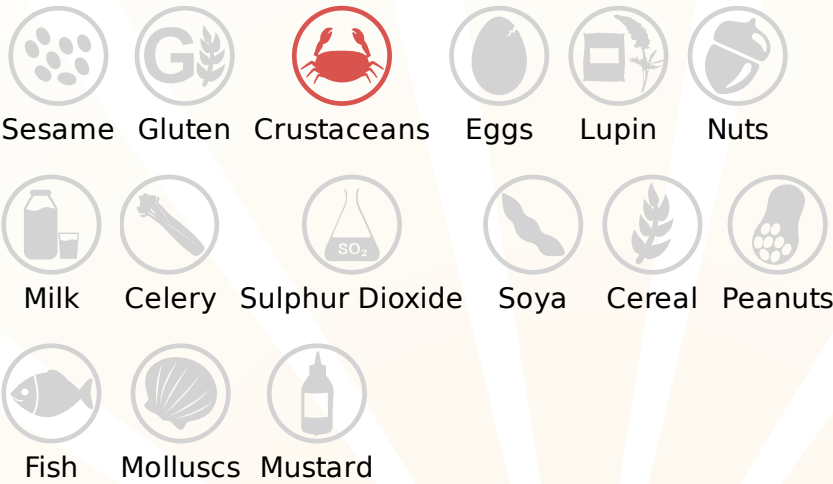 G
Sesame Gluten Crustaceans Eggs Lupin Nuts
SO₂
Milk Celery Sulphur Dioxide Soya Cereal Peanuts
Fish Molluscs Mustard